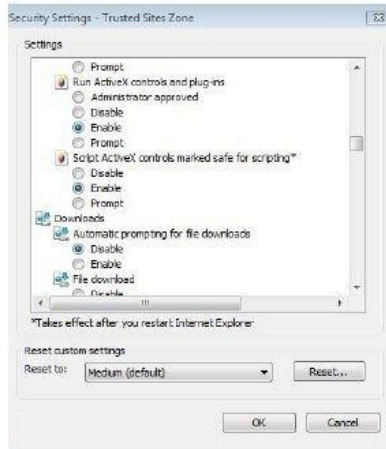 Security Settings - Trusted Sites Zone
Settings
Prompt
Run ActiveX controls and plug-ins
Administrator approved
Disable
Enable
Prompt
Script ActiveX controls marked safe for scripting*
Disable
Enable
Prompt
Downloads
Automatic prompting for file downloads
Disable
Enable
File download
Disable
*Takes effect after you restart Internet Explorer
Reset custom settings
Reset to: Medium (default) Reset...
OK Cancel